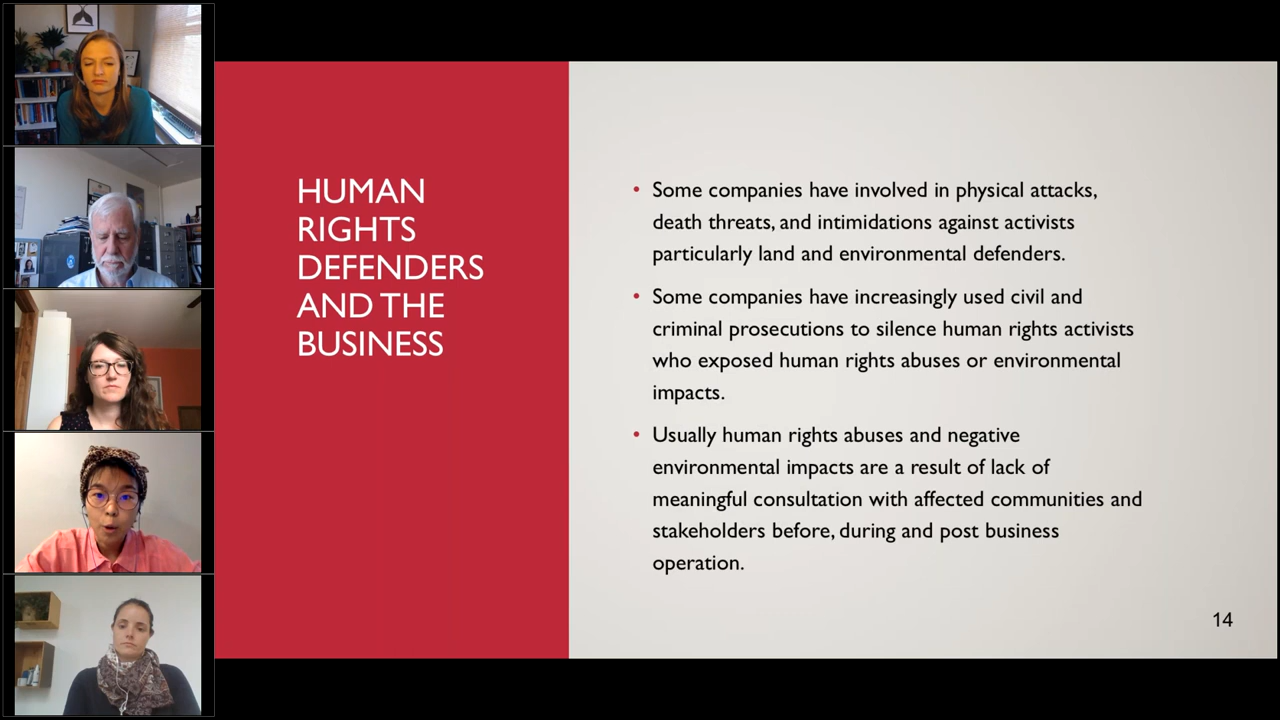 HUMAN
RIGHTS
DEFENDERS
AND THE
BUSINESS
• Some companies have involved in physical attacks,
death threats, and intimidations against activists
particularly land and environmental defenders.
• Some companies have increasingly used civil and
criminal prosecutions to silence human rights activists
who exposed human rights abuses or environmental
impacts.
• Usually human rights abuses and negative
environmental impacts are a result of lack of
meaningful consultation with affected communities and
stakeholders before, during and post business
operation.
14